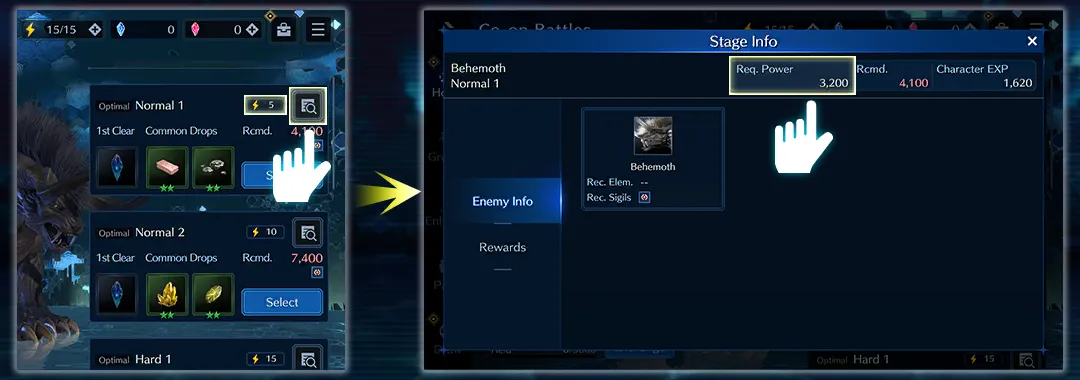 15/15
0
0
Optimal Normal 1
5
1st Clear Common Drops Rcmd. 4,100
S
Optimal Normal 2
10
1st Clear Common Drops Rcmd. 7,400
Select
Optimal Hard 1
15
Co-op Battles
Stage Info
Behemoth
Normal 1
Req. Power
3,200
Rcmd.
4,100
Character EXP
1,620
Enemy Info
Rewards
Behemoth
Rec. Elem. --
Rec. Sigils
Optimal Hard 1
15